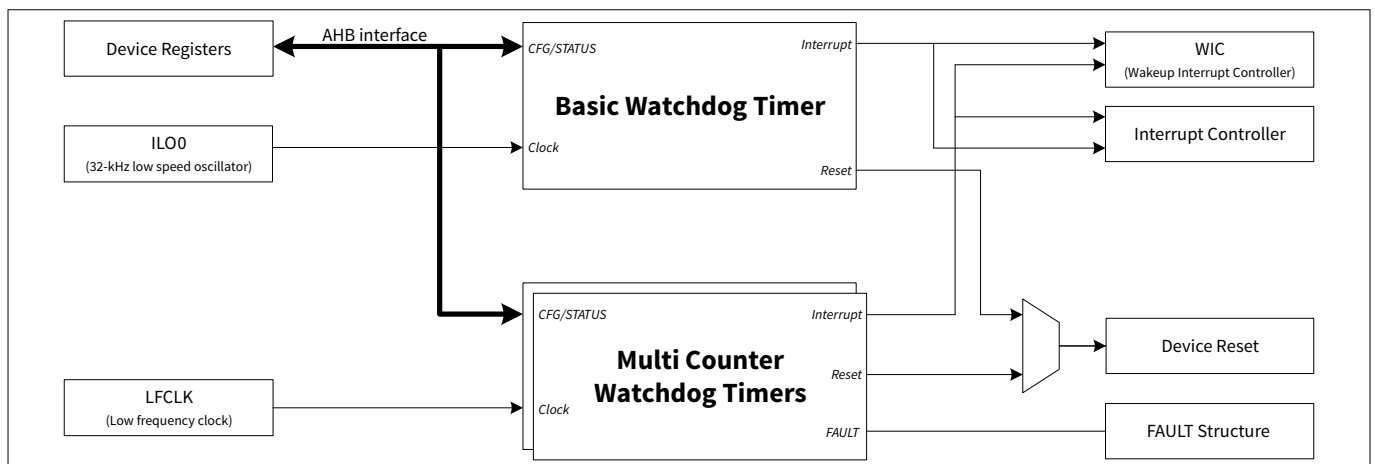 Device Registers
AHB interface
CFG/STATUS
Interrupt
WIC
(Wakeup Interrupt Controller)
Basic Watchdog Timer
ILO0
(32-kHz low speed oscillator)
Clock
Reset
Interrupt Controller
CFG/STATUS
Interrupt
Multi Counter
Watchdog Timers
Reset
Device Reset
LFCLK
(Low frequency clock)
Clock
FAULT
FAULT Structure